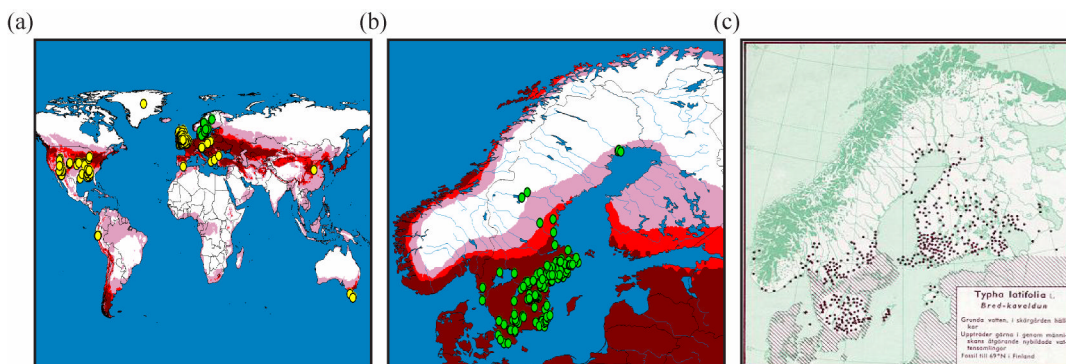 (a)
(b)
(c)
Typha latifolia L.
Bred-kaveldun
Grunda vatten, i skärgården häll-
kar
Uppträder gärna i genom männi-
skans åtgärande nybildade vat-
tensamlingar
Fossil till 69°N i Finland